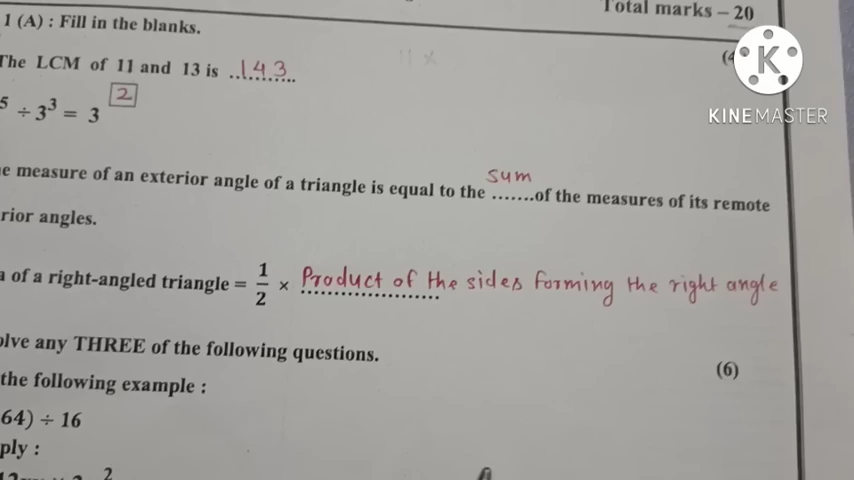 Total marks – 20
1 (A) : Fill in the blanks.
The LCM of 11 and 13 is ..143..
5 ÷ 3³ = 3 2
measure of an exterior angle of a triangle is equal to the sum .......of the measures of its remote
rior angles.
of a right-angled triangle = 1/2 × Product of the sides forming the right angle
olve any THREE of the following questions.
(6)
the following example :
64) ÷ 16
ply :
K
KINEMASTER